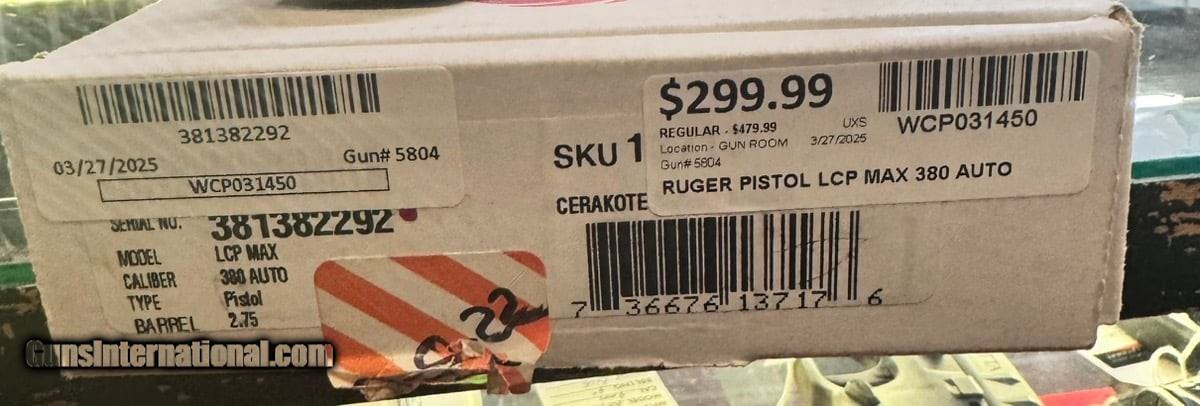 381382292
03/27/2025 Gun# 5804
WCP031450
SERIAL NO. 381382292
MODEL LCP MAX
CALIBER 380 AUTO
TYPE Pistol
BARREL 2.75
SKU 1
CERAKOTE
7 36676 13717 6
$299.99
REGULAR - $479.99 UXS
Location - GUN ROOM 3/27/2025
Gun# 5804
WCP031450
RUGER PISTOL LCP MAX 380 AUTO
GunsInternational.com